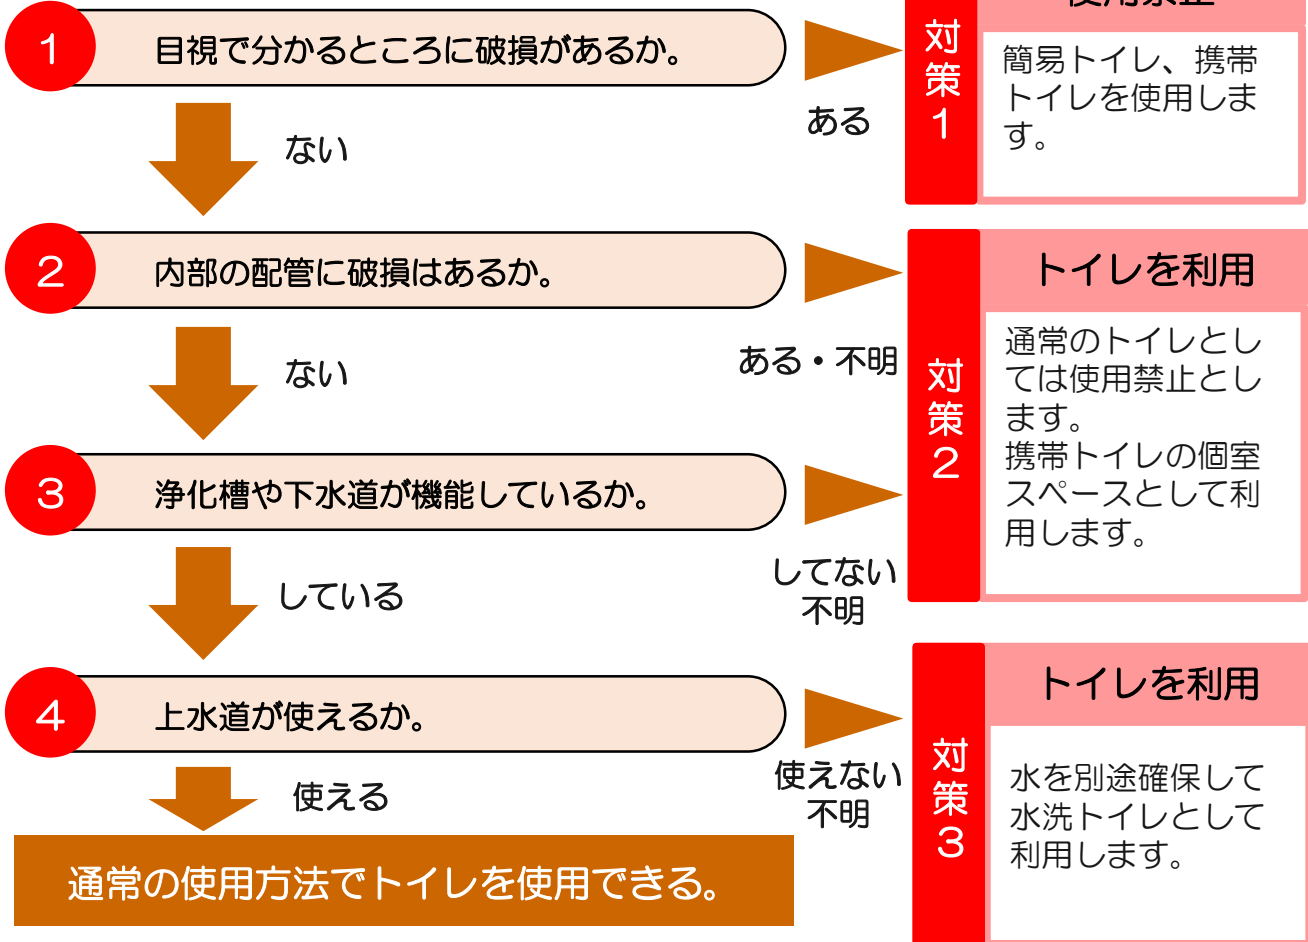 1
目視で分かるところに破損があるか。
ある
対策1
使用禁止
簡易トイレ、携帯
トイレを使用しま
す。
ない
2
内部の配管に破損はあるか。
ある・不明
対策2
トイレを利用
通常のトイレとし
ては使用禁止とし
ます。
携帯トイレの個室
スペースとして利
用します。
ない
3
浄化槽や下水道が機能しているか。
してない
不明
している
4
上水道が使えるか。
使えない
不明
対策3
トイレを利用
水を別途確保して
水洗トイレとして
利用します。
使える
通常の使用方法でトイレを使用できる。